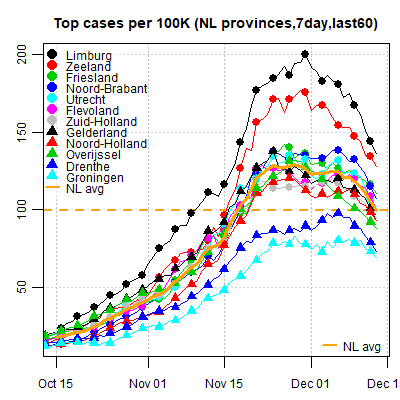 Top cases per 100K (NL provinces,7day,last60)
200
150
100
50
Limburg
Zeeland
Friesland
Noord-Brabant
Utrecht
Flevoland
Zuid-Holland
Gelderland
Noord-Holland
Overijssel
Drenthe
Groningen
NL avg
NL avg
Oct 15
Nov 01
Nov 15
Dec 01
Dec 1